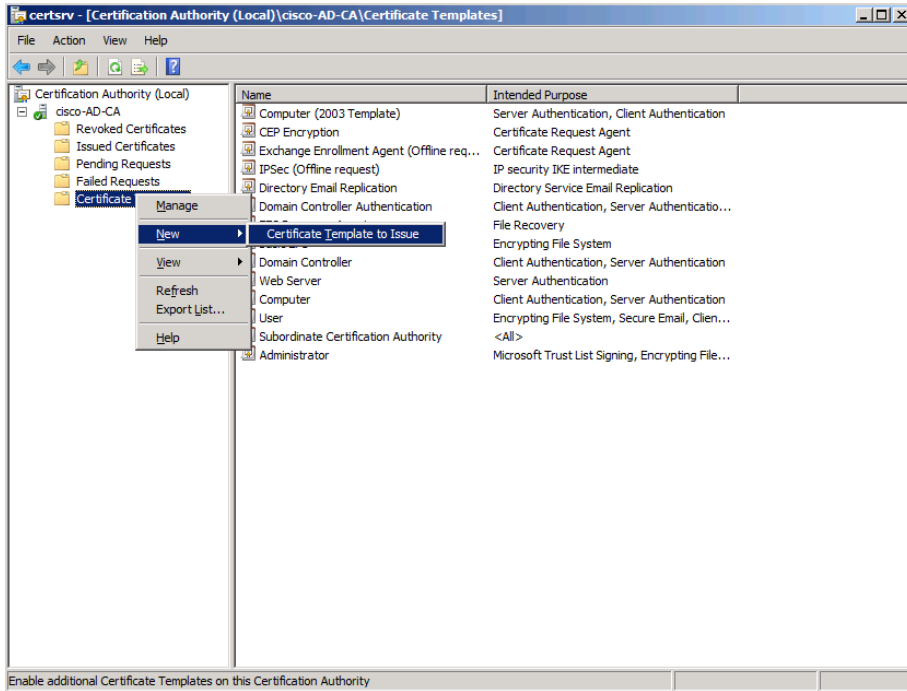 certsrv - [Certification Authority (Local)\cisco-AD-CA\Certificate Templates]
File Action View Help
Certification Authority (Local)
cisco-AD-CA
Revoked Certificates
Issued Certificates
Pending Requests
Failed Requests
Certificate
Manage
New
View
Refresh
Export List...
Help
Certificate Template to Issue
Name Intended Purpose
Computer (2003 Template) Server Authentication, Client Authentication
CEP Encryption Certificate Request Agent
Exchange Enrollment Agent (Offline req... Certificate Request Agent
IPSec (Offline request) IP security IKE intermediate
Directory Email Replication Directory Service Email Replication
Domain Controller Authentication Client Authentication, Server Authenticatio...
File Recovery
Encrypting File System
Domain Controller Client Authentication, Server Authentication
Web Server Server Authentication
Computer Client Authentication, Server Authentication
User Encrypting File System, Secure Email, Clien...
Subordinate Certification Authority <All>
Administrator Microsoft Trust List Signing, Encrypting File...
Enable additional Certificate Templates on this Certification Authority